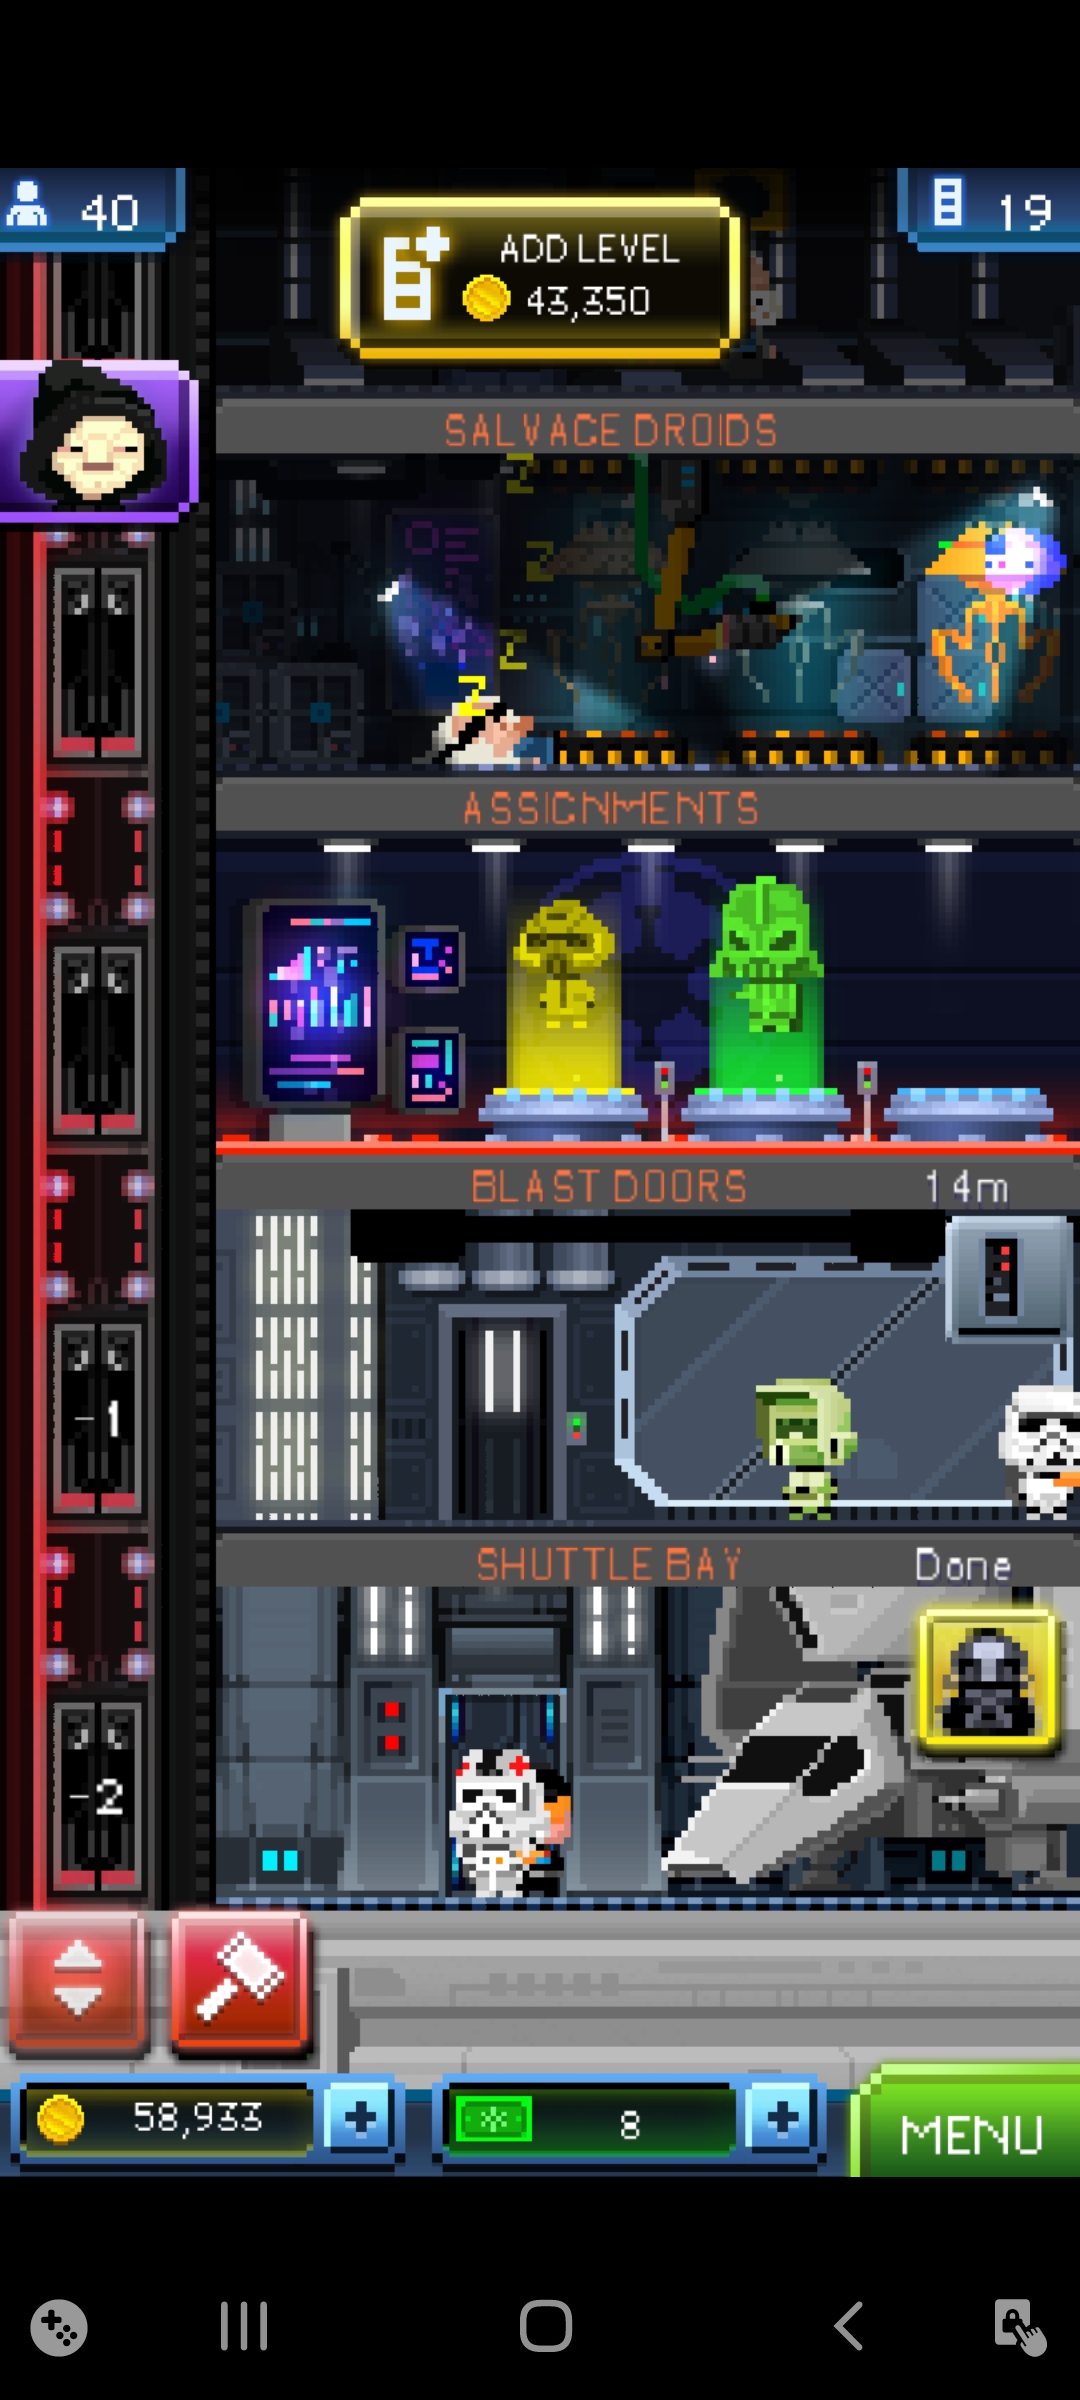 40
ADD LEVEL
43,350
19
SALVAGE DROIDS
Z
Z
Z
Z
ASSIGNMENTS
BLAST DOORS 14m
-1
SHUTTLE BAY Done
-2
58,933
8
MENU